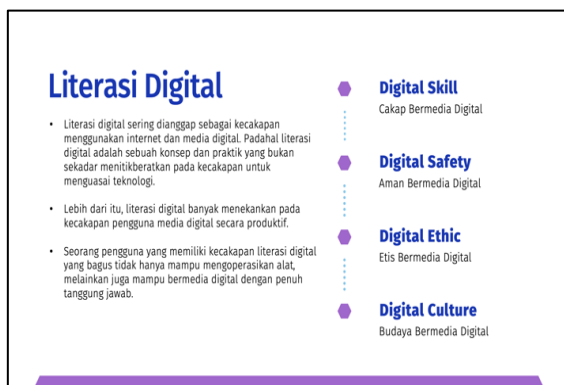 Literasi Digital
• Literasi digital sering dianggap sebagai kecakapan
menggunakan internet dan media digital. Padahal literasi
digital adalah sebuah konsep dan praktik yang bukan
sekadar menitikberatkan pada kecakapan untuk
menguasai teknologi.
• Lebih dari itu, literasi digital banyak menekankan pada
kecakapan pengguna media digital secara produktif.
• Seorang pengguna yang memiliki kecakapan literasi digital
yang bagus tidak hanya mampu mengoperasikan alat,
melainkan juga mampu bermedia digital dengan penuh
tanggung jawab.
Digital Skill
Cakap Bermedia Digital
Digital Safety
Aman Bermedia Digital
Digital Ethic
Etis Bermedia Digital
Digital Culture
Budaya Bermedia Digital